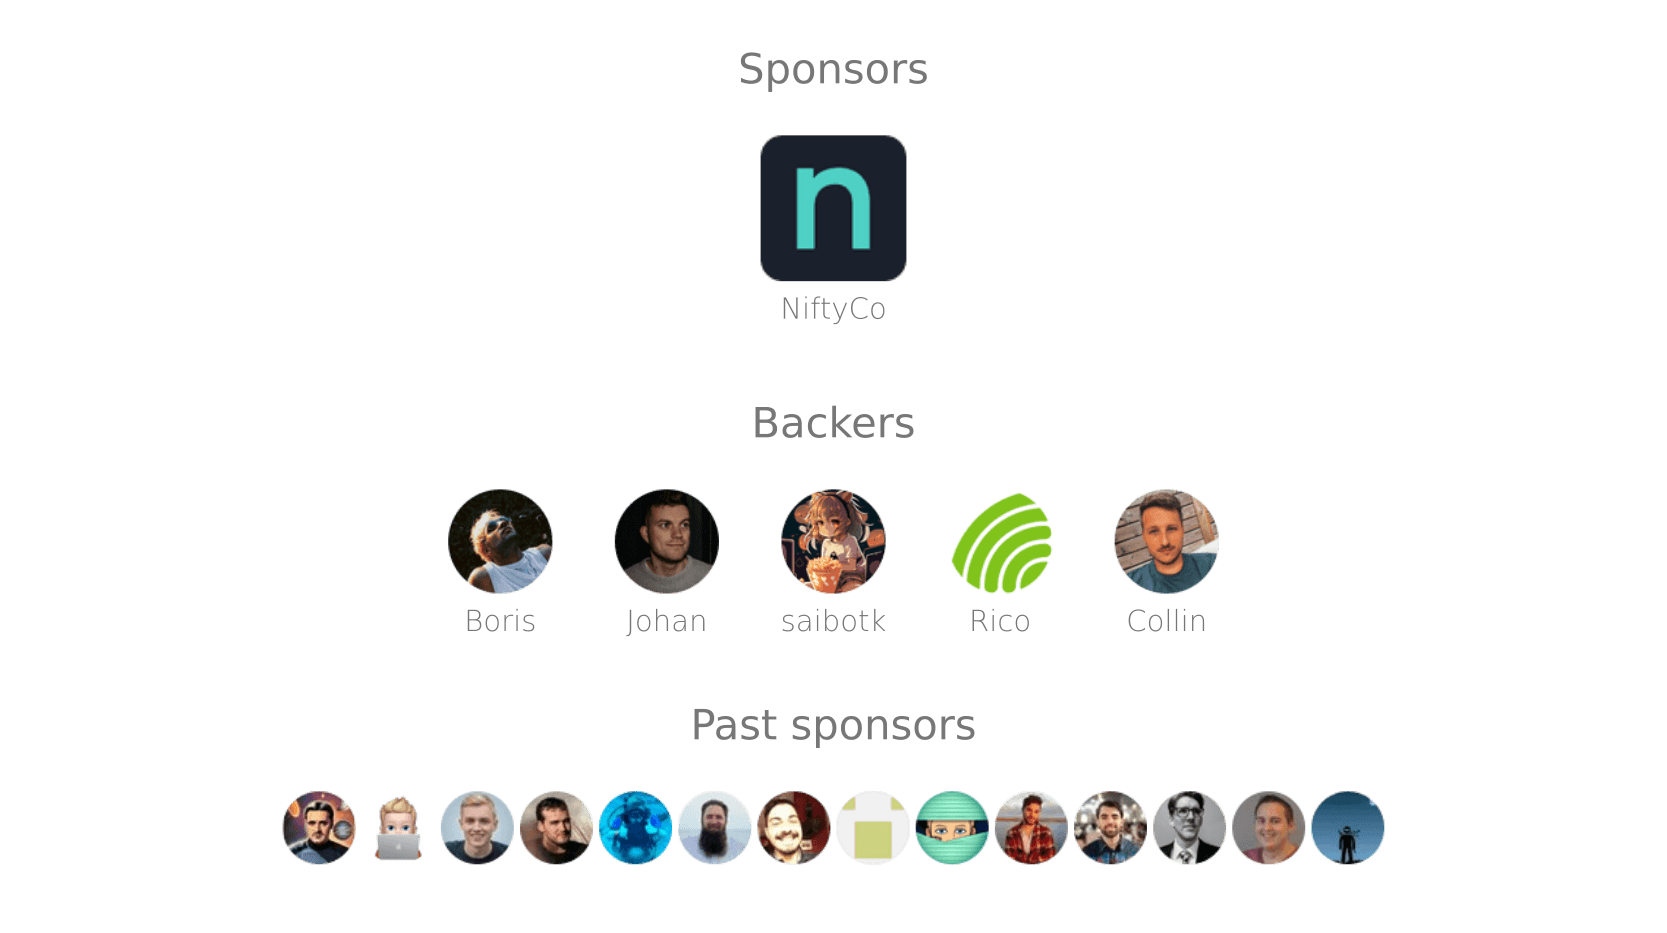 Sponsors
n
NiftyCo
Backers
Boris Johan saibotk Rico Collin
Past sponsors